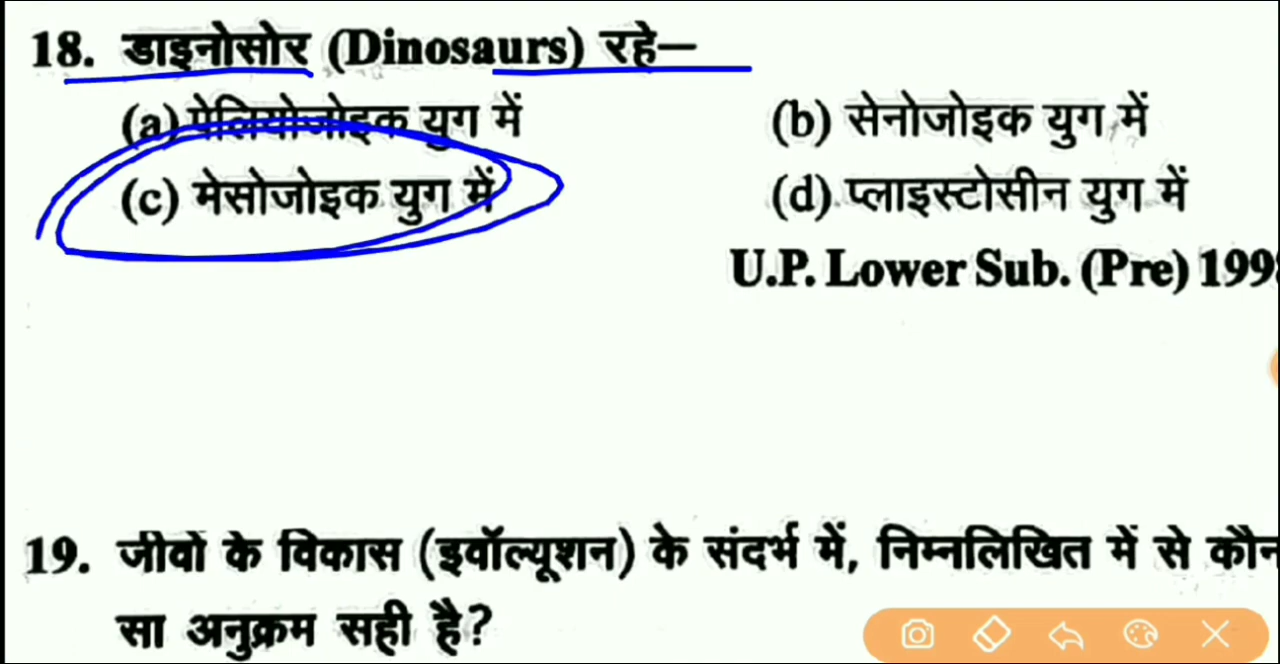 18. डाइनोसोर (Dinosaurs) रहे—
(a) पेलियोजोइक युग में (b) सेनोजोइक युग में
(c) मेसोजोइक युग में (d) प्लाइस्टोसीन युग में
U.P. Lower Sub. (Pre) 199
19. जीवो के विकास (इवॉल्यूशन) के संदर्भ में, निम्नलिखित में से कौन
सा अनुक्रम सही है?